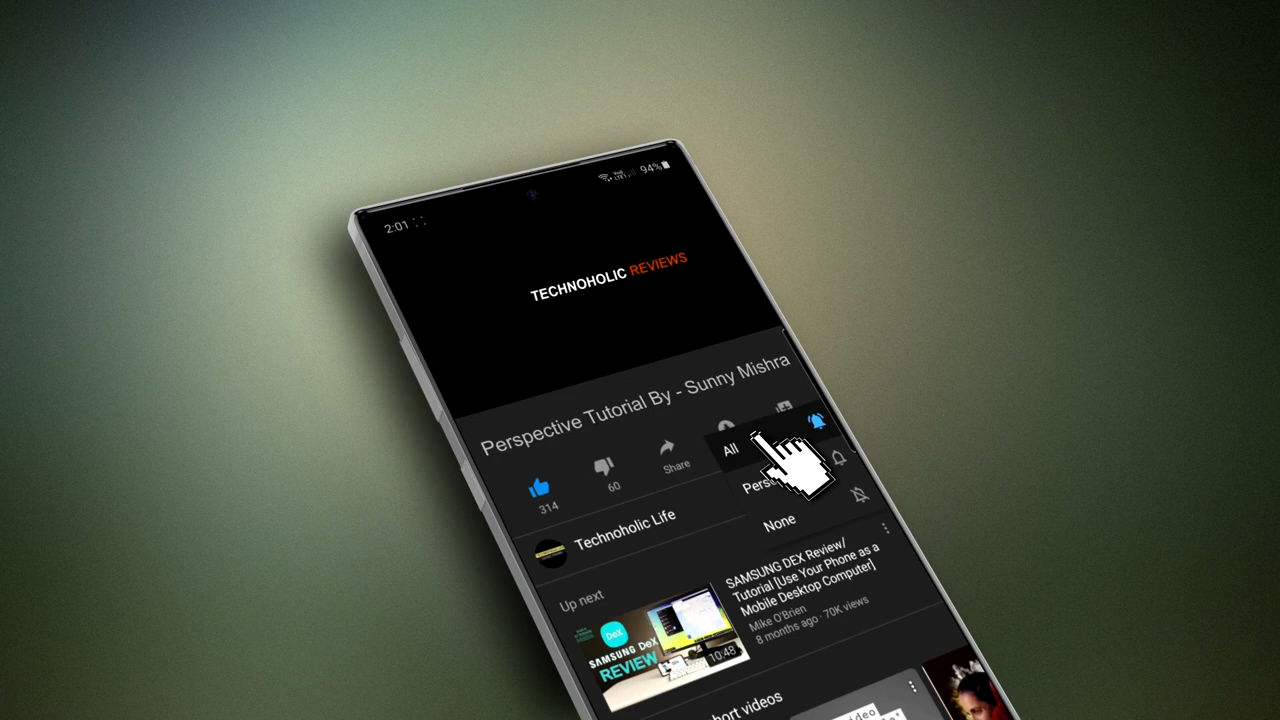 2:01
94%
TECHNOHOLIC REVIEWS
Perspective Tutorial By - Sunny Mishra
314
60
Share
All
None
Technoholic Life
Up next
DeX
SAMSUNG DeX
REVIEW
10:48
SAMSUNG DEX Review/
Tutorial [Use Your Phone as a
Mobile Desktop Computer]
Mike O'Brien
8 months ago · 70K views
videos